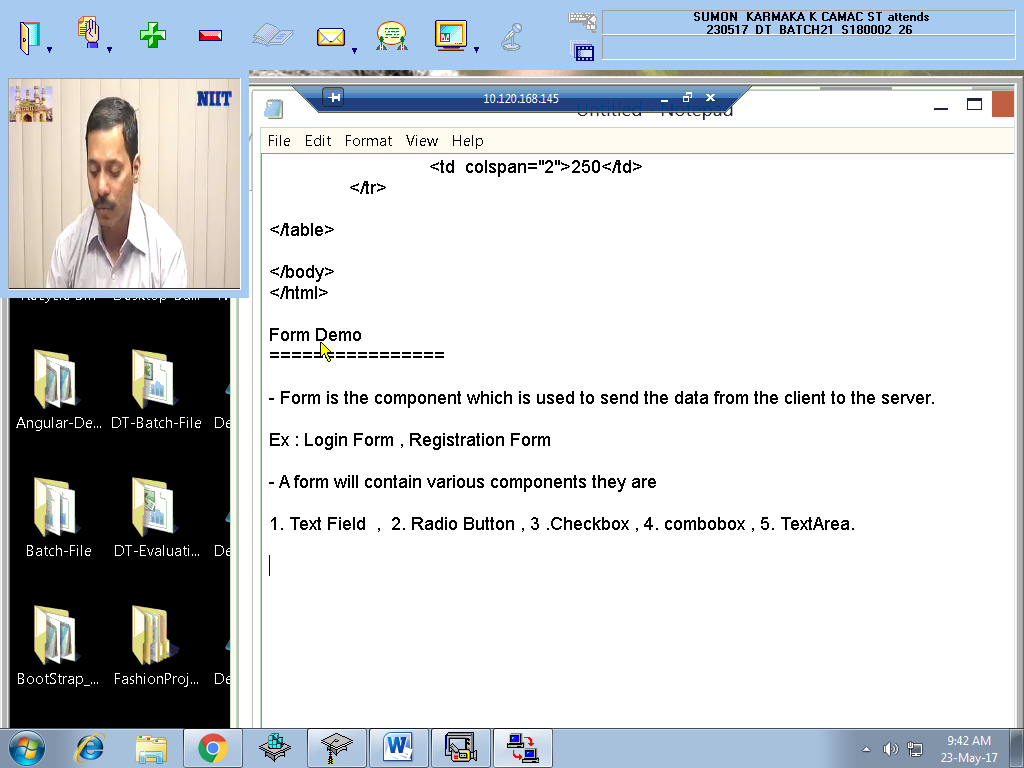 SUMON KARMAKA K CAMAC ST attends
230517 DT BATCH21 S180002 26
NIIT
10.120.168.145
Untitled - Notepad
File Edit Format View Help
<td colspan="2">250</td>
</tr>
</table>
</body>
</html>
Form Demo
================
- Form is the component which is used to send the data from the client to the server.
Ex : Login Form , Registration Form
- A form will contain various components they are
1. Text Field , 2. Radio Button , 3 .Checkbox , 4. combobox , 5. TextArea.
Angular-De... DT-Batch-File De
Batch-File DT-Evaluati... De
BootStrap_... FashionProj... De
9:42 AM
23-May-17